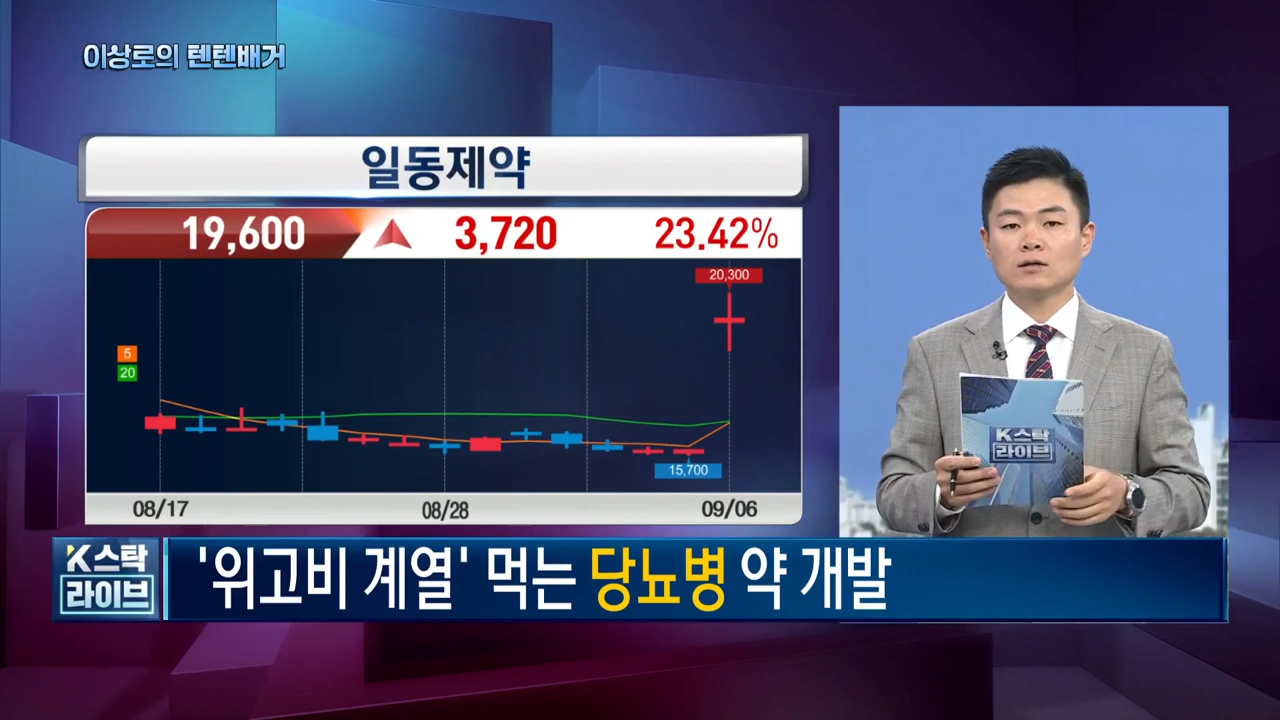 이상로의 텐텐배거
일동제약
19,600 3,720 23.42%
20,300
5
20
15,700
08/17 08/28 09/06
K스탁
라이브
K스탁
라이브
'위고비 계열' 먹는 당뇨병 약 개발